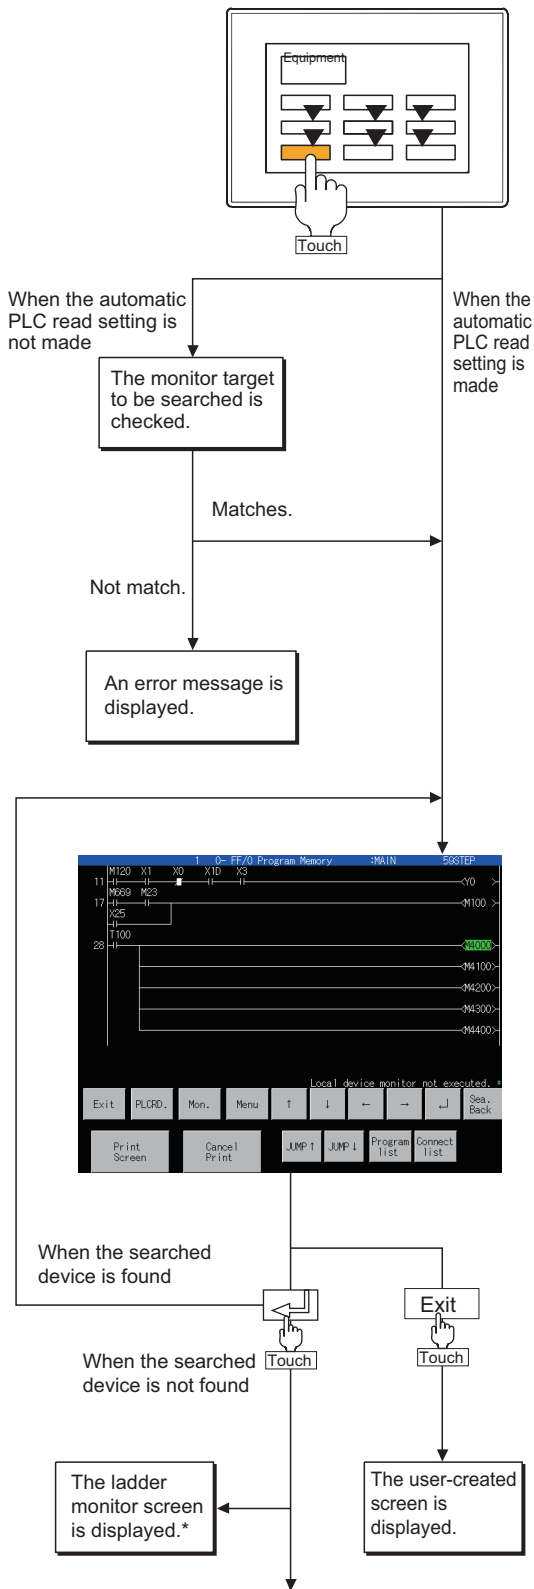 Equipment
Touch
When the automatic
PLC read setting is
not made
When the
automatic
PLC read
setting is
made
The monitor target
to be searched is
checked.
Matches.
Not match.
An error message is
displayed.
1 0- FF/0 Program Memory :MAIN 59STEP
M120 X1 X0 X1D X3
11 Y0
M669 M23
17 M100
X25
T100
28 M4000
M4100
M4200
M4300
M4400
Local device monitor not executed. *
Exit PLCRD. Mon. Menu ↑ ↓ ← → ↵ Sea.
Back
Print
Screen
Cancel
Print
JUMP↑ JUMP↓
Program
list
Connect
list
When the searched
device is found
Exit
Touch
Touch
When the searched
device is not found
The ladder
monitor screen
is displayed.*
The user-created
screen is
displayed.